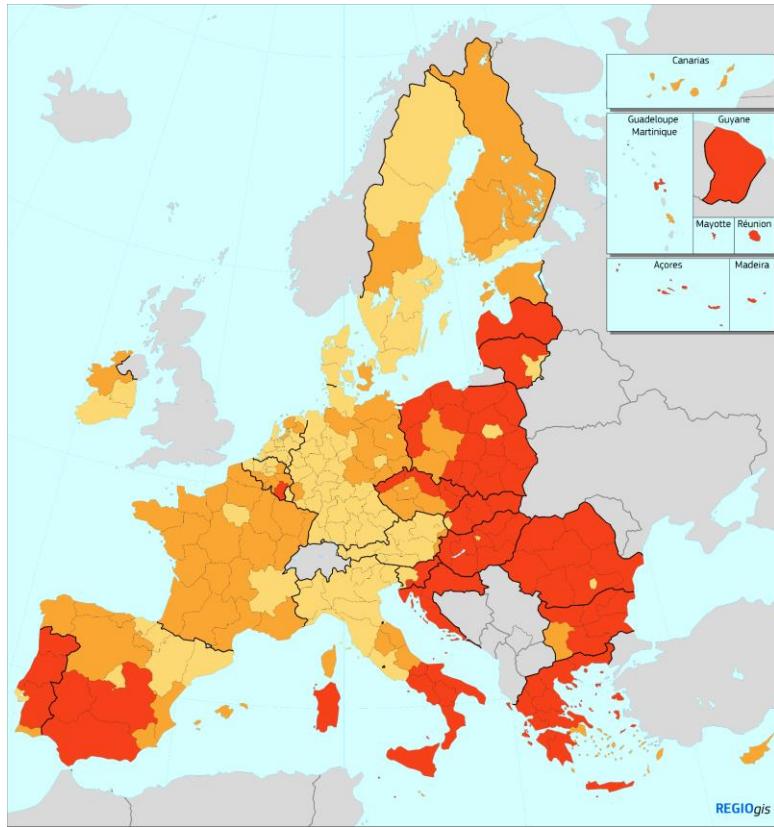 Canarias
Guadeloupe
Martinique
Guyane
Mayotte
Réunion
Açores
Madeira
REGIOgis